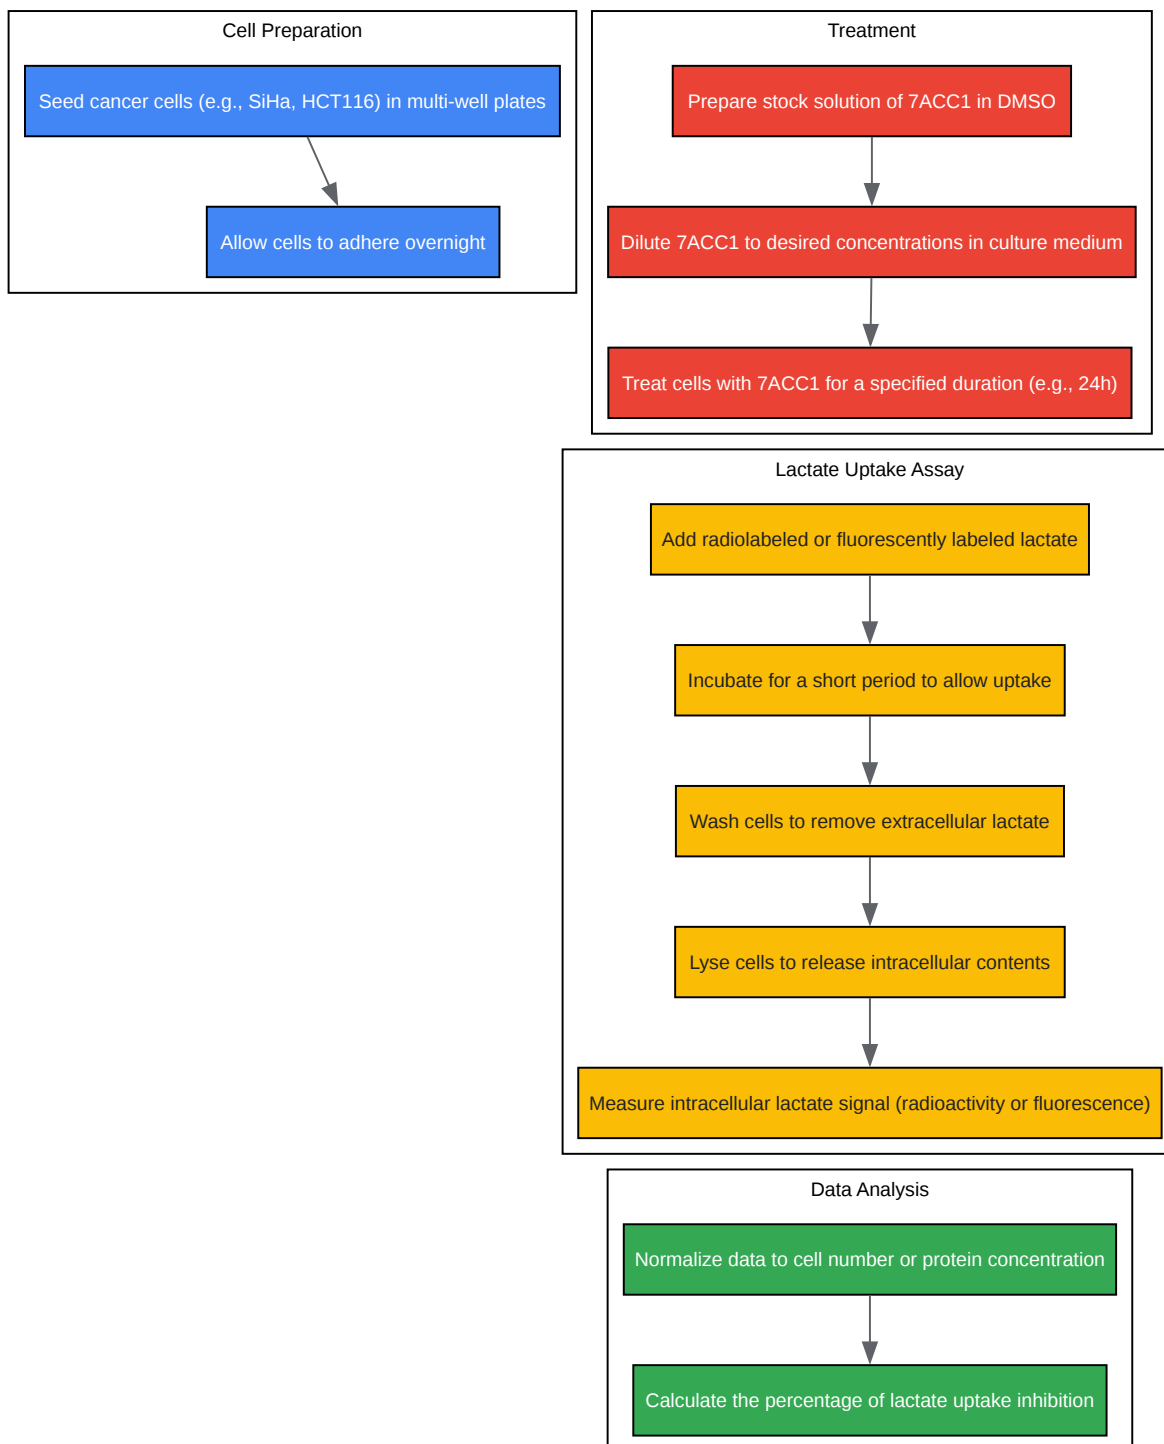 Cell Preparation
Seed cancer cells (e.g., SiHa, HCT116) in multi-well plates
Allow cells to adhere overnight
Treatment
Prepare stock solution of 7ACC1 in DMSO
Dilute 7ACC1 to desired concentrations in culture medium
Treat cells with 7ACC1 for a specified duration (e.g., 24h)
Lactate Uptake Assay
Add radiolabeled or fluorescently labeled lactate
Incubate for a short period to allow uptake
Wash cells to remove extracellular lactate
Lyse cells to release intracellular contents
Measure intracellular lactate signal (radioactivity or fluorescence)
Data Analysis
Normalize data to cell number or protein concentration
Calculate the percentage of lactate uptake inhibition